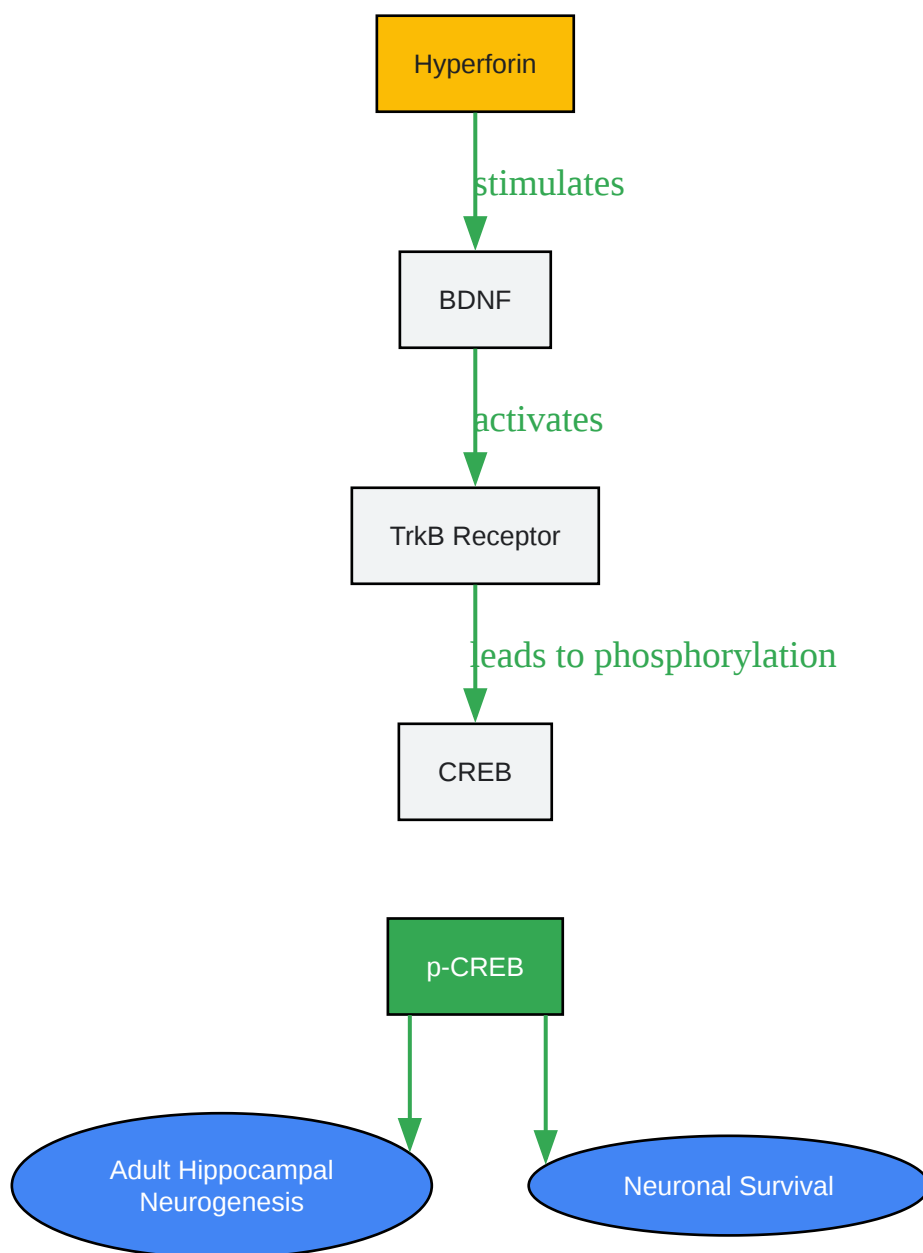 Hyperforin
stimulates
BDNF
activates
TrkB Receptor
leads to phosphorylation
CREB
p-CREB
Adult Hippocampal
Neurogenesis
Neuronal Survival